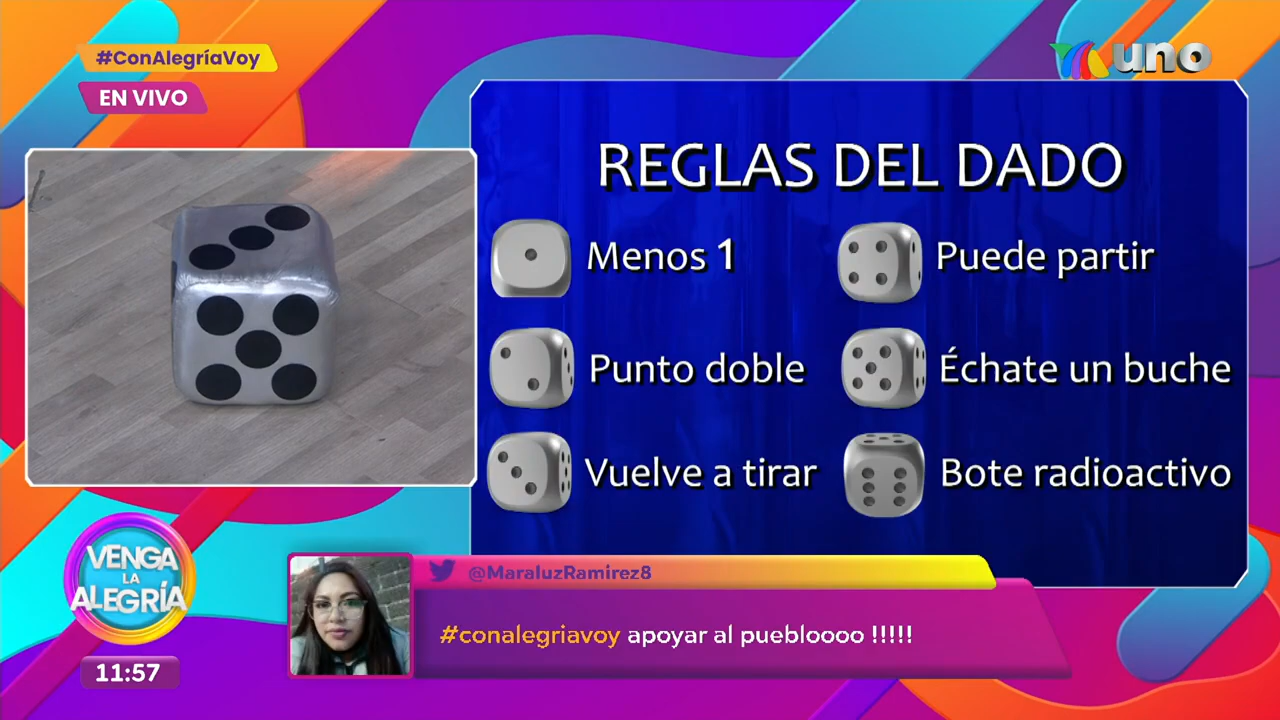 #ConAlegríaVoy
EN VIVO
uno
REGLAS DEL DADO
Menos 1
Puede partir
Punto doble
Échate un buche
Vuelve a tirar
Bote radioactivo
VENGA
LA
ALEGRÍA
11:57
@MaraluzRamirez8
#conalegriavoy apoyar al puebloooo !!!!!